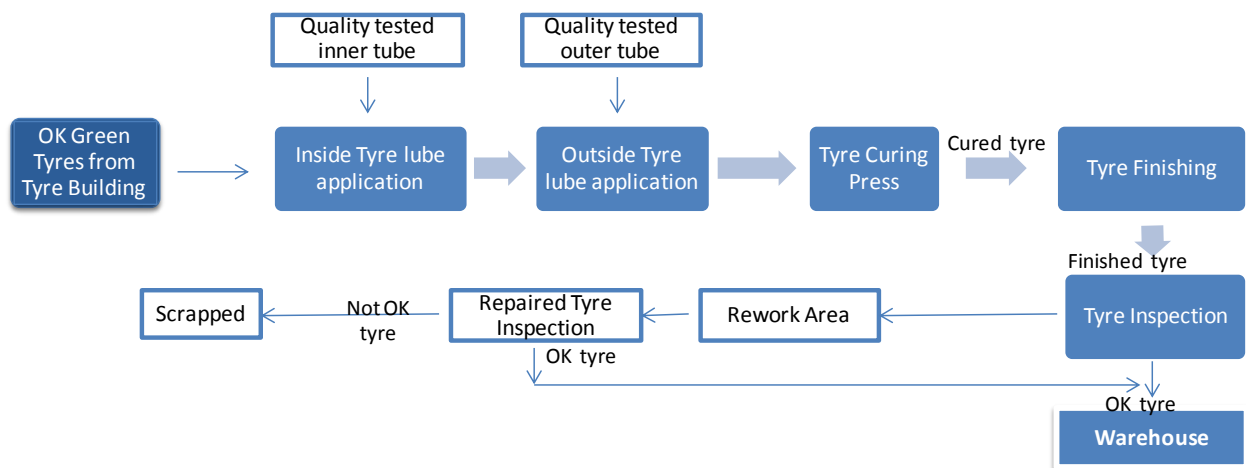 Quality tested
inner tube
Quality tested
outer tube
OK Green
Tyres from
Tyre Building
Inside Tyre lube
application
Outside Tyre
lube application
Tyre Curing
Press
Cured tyre
Tyre Finishing
Finished tyre
Scrapped
Not OK
tyre
Repaired Tyre
Inspection
Rework Area
Tyre Inspection
OK tyre
OK tyre
Warehouse